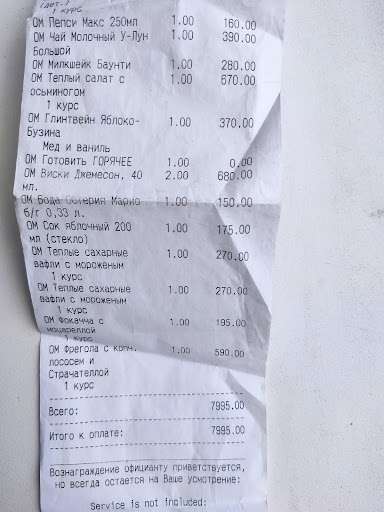 (дет.)
1 курс
ОМ Пепси Макс 250мл 1.00 160.00
ОМ Чай Молочный У-Лун 1.00 390.00
Большой
ОМ Милкшейк Баунти 1.00 280.00
ОМ Теплый салат с 1.00 670.00
осьминогом
1 курс
ОМ Глинтвейн Яблоко- 1.00 370.00
Бузина
Мед и ваниль
ОМ Готовить ГОРЯЧЕЕ 1.00 0.00
ОМ Виски Джемесон, 40 2.00 680.00
мл.
ОМ Вода Остерия Марио 1.00 150.00
б/г 0,33 л.
ОМ Сок яблочный 200 1.00 175.00
мл (стекло)
ОМ Теплые сахарные 1.00 270.00
вафли с мороженым
1 курс
ОМ Теплые сахарные 1.00 270.00
вафли с мороженым
1 курс
ОМ Фокачча с 1.00 195.00
моцареллой
1 курс
ОМ Фрегола с копч. 1.00 590.00
лососем и
Страчателлой
1 курс
Всего: 7995.00
Итого к оплате: 7995.00
Вознаграждение официанту приветствуется,
но всегда остается на Ваше усмотрение:
Service is not included: